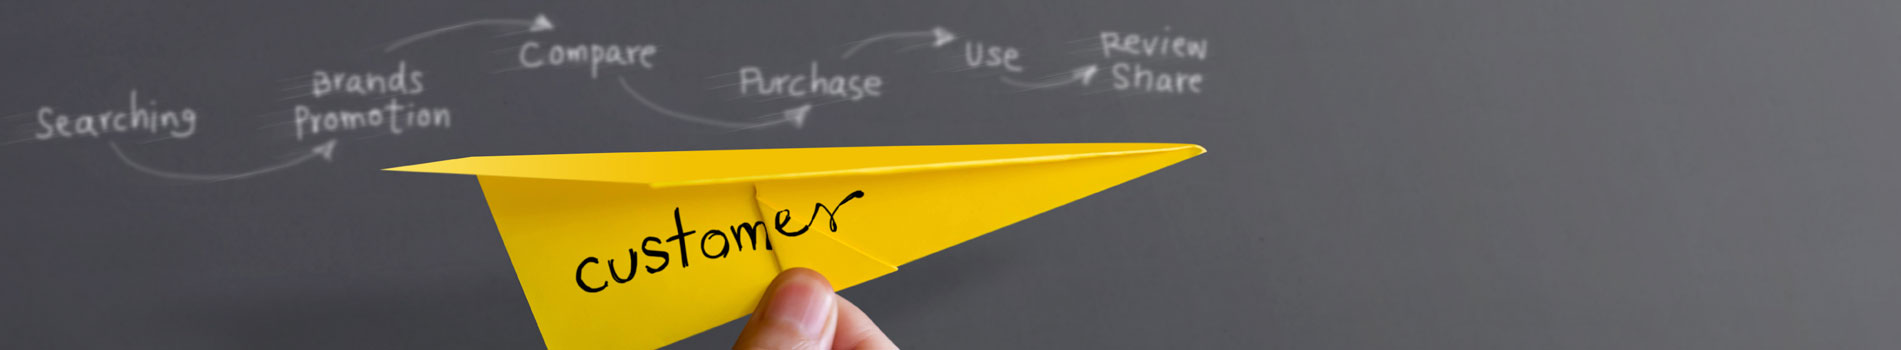 Searching
Brands
Promotion
Compare
Purchase
Use
Review
Share
customer